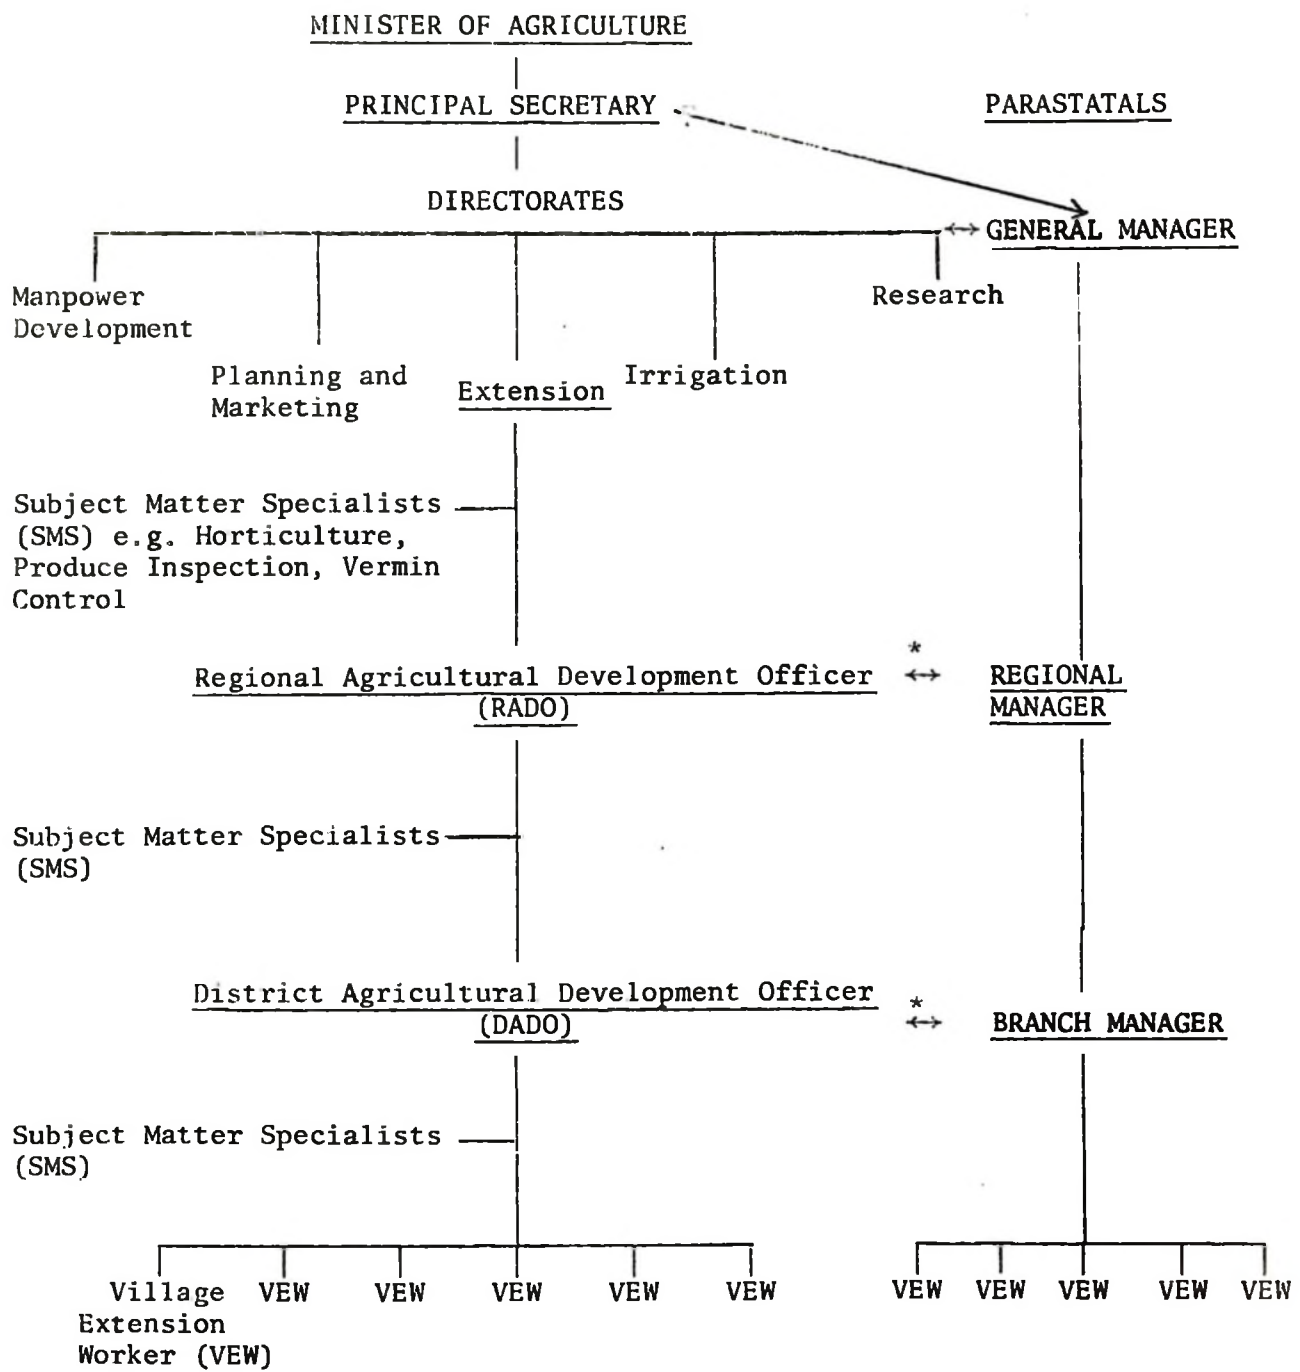 MINISTER OF AGRICULTURE
PRINCIPAL SECRETARY
PARASTATALS
DIRECTORATES
GENERAL MANAGER
Manpower
Development
Research
Planning and
Marketing
Extension
Irrigation
Subject Matter Specialists
(SMS) e.g. Horticulture,
Produce Inspection, Vermin
Control
*
Regional Agricultural Development Officer
(RADO)
REGIONAL
MANAGER
Subject Matter Specialists
(SMS)
*
District Agricultural Development Officer
(DADO)
BRANCH MANAGER
Subject Matter Specialists
(SMS)
Village
Extension
Worker (VEW)
VEW VEW VEW VEW VEW
VEW VEW VEW VEW VEW